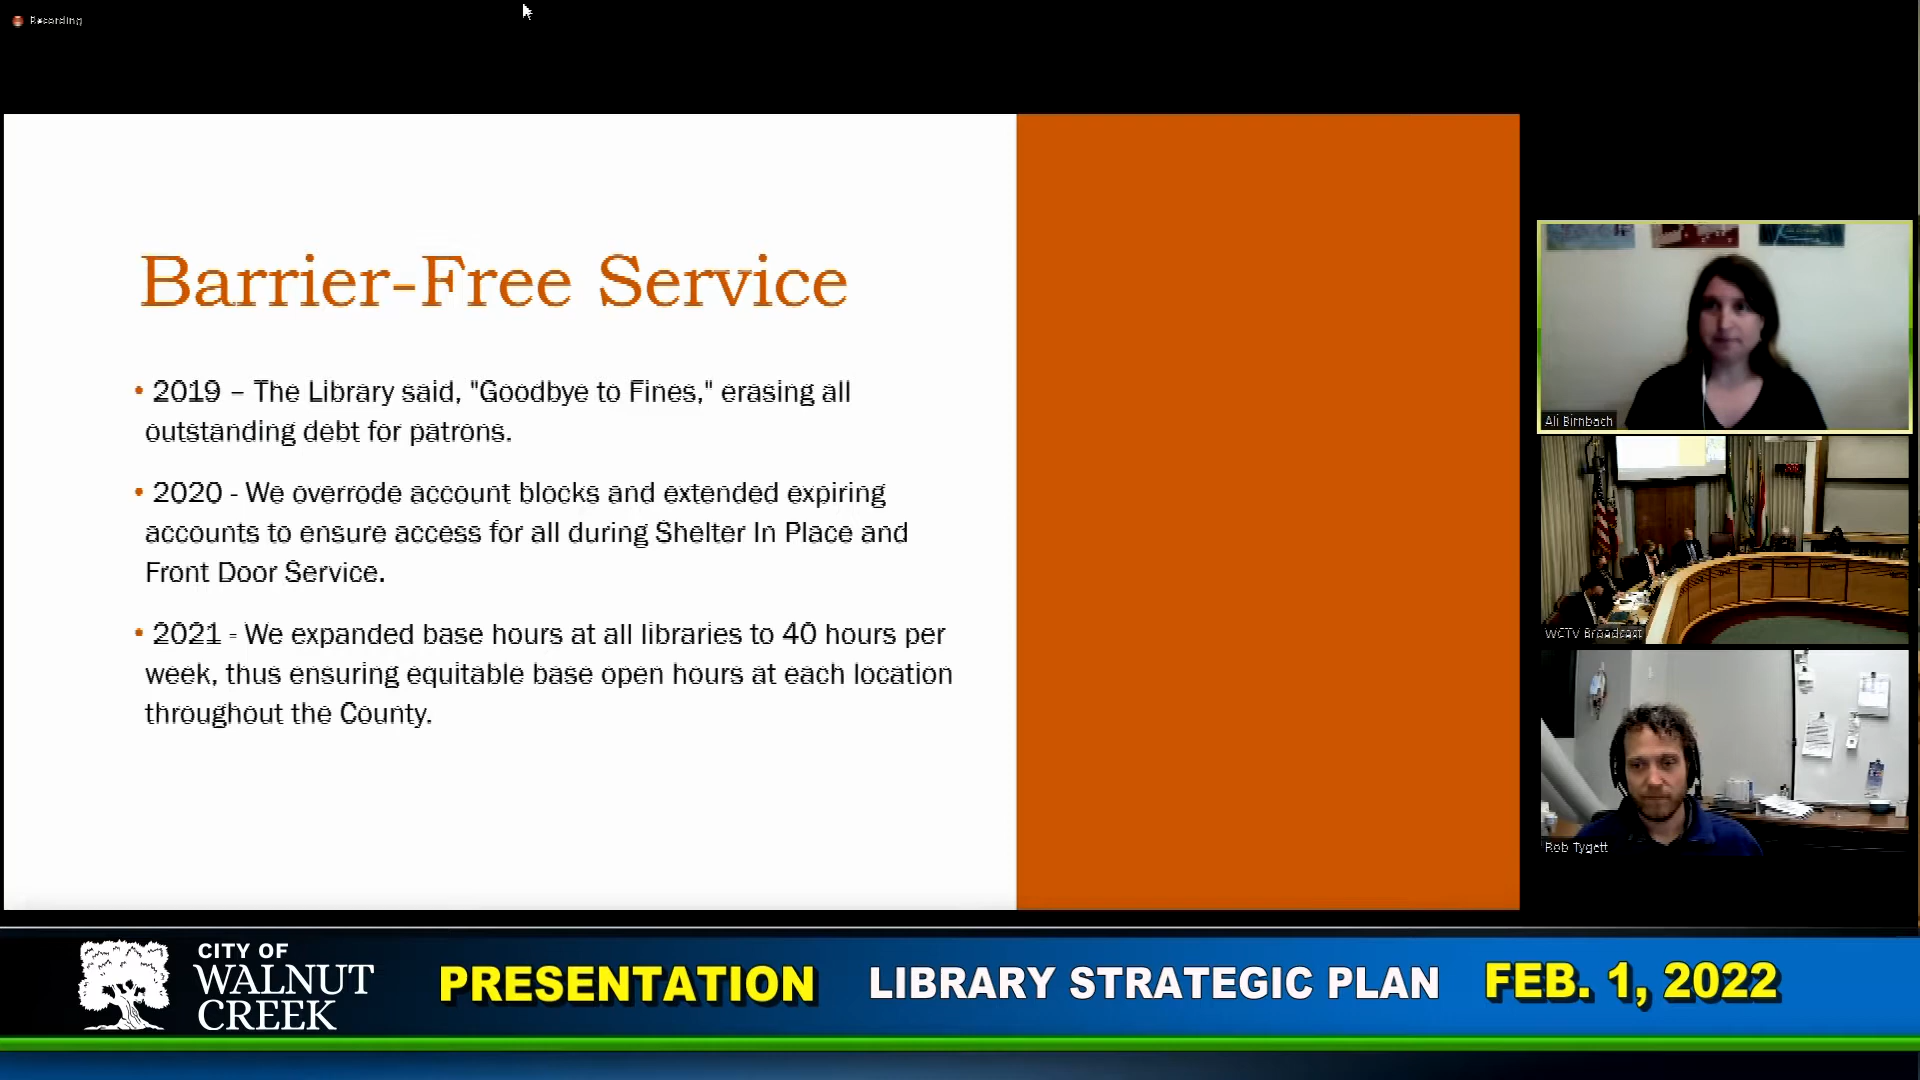 Recording
Barrier-Free Service
• 2019 – The Library said, "Goodbye to Fines," erasing all
outstanding debt for patrons.
• 2020 - We overrode account blocks and extended expiring
accounts to ensure access for all during Shelter In Place and
Front Door Service.
• 2021 - We expanded base hours at all libraries to 40 hours per
week, thus ensuring equitable base open hours at each location
throughout the County.
Ali Birnbach
WCTV Broadcast
Rob Tygett
CITY OF
WALNUT
CREEK
PRESENTATION LIBRARY STRATEGIC PLAN FEB. 1, 2022